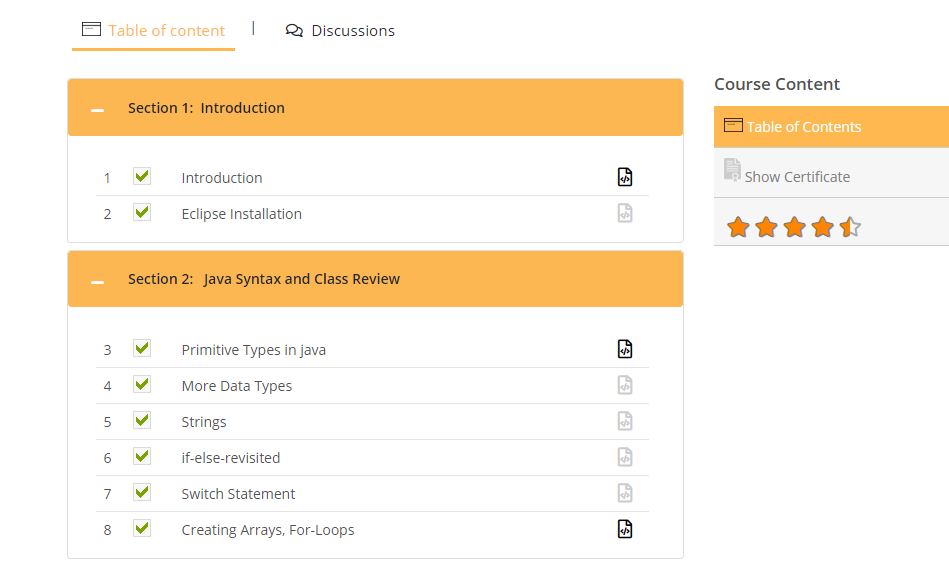 Table of content
Discussions
Section 1: Introduction
1 Introduction
2 Eclipse Installation
Section 2: Java Syntax and Class Review
3 Primitive Types in java
4 More Data Types
5 Strings
6 if-else-revisited
7 Switch Statement
8 Creating Arrays, For-Loops
Course Content
Table of Contents
Show Certificate